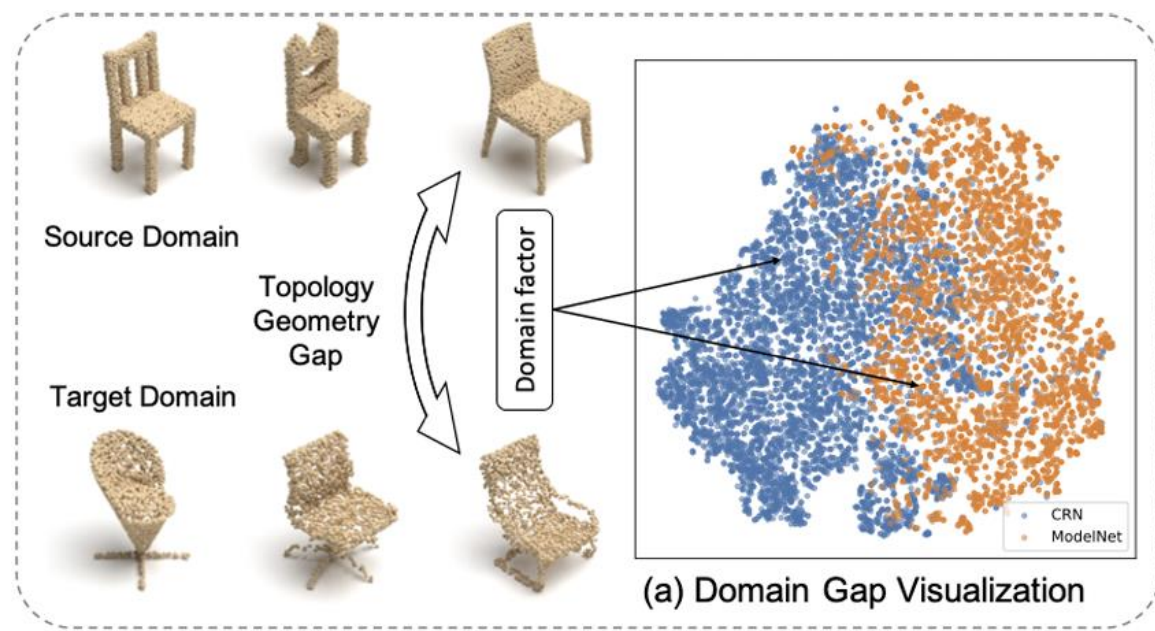 Source Domain
Topology
Geometry
Gap
Target Domain
Domain factor
CRN
ModelNet
(a) Domain Gap Visualization